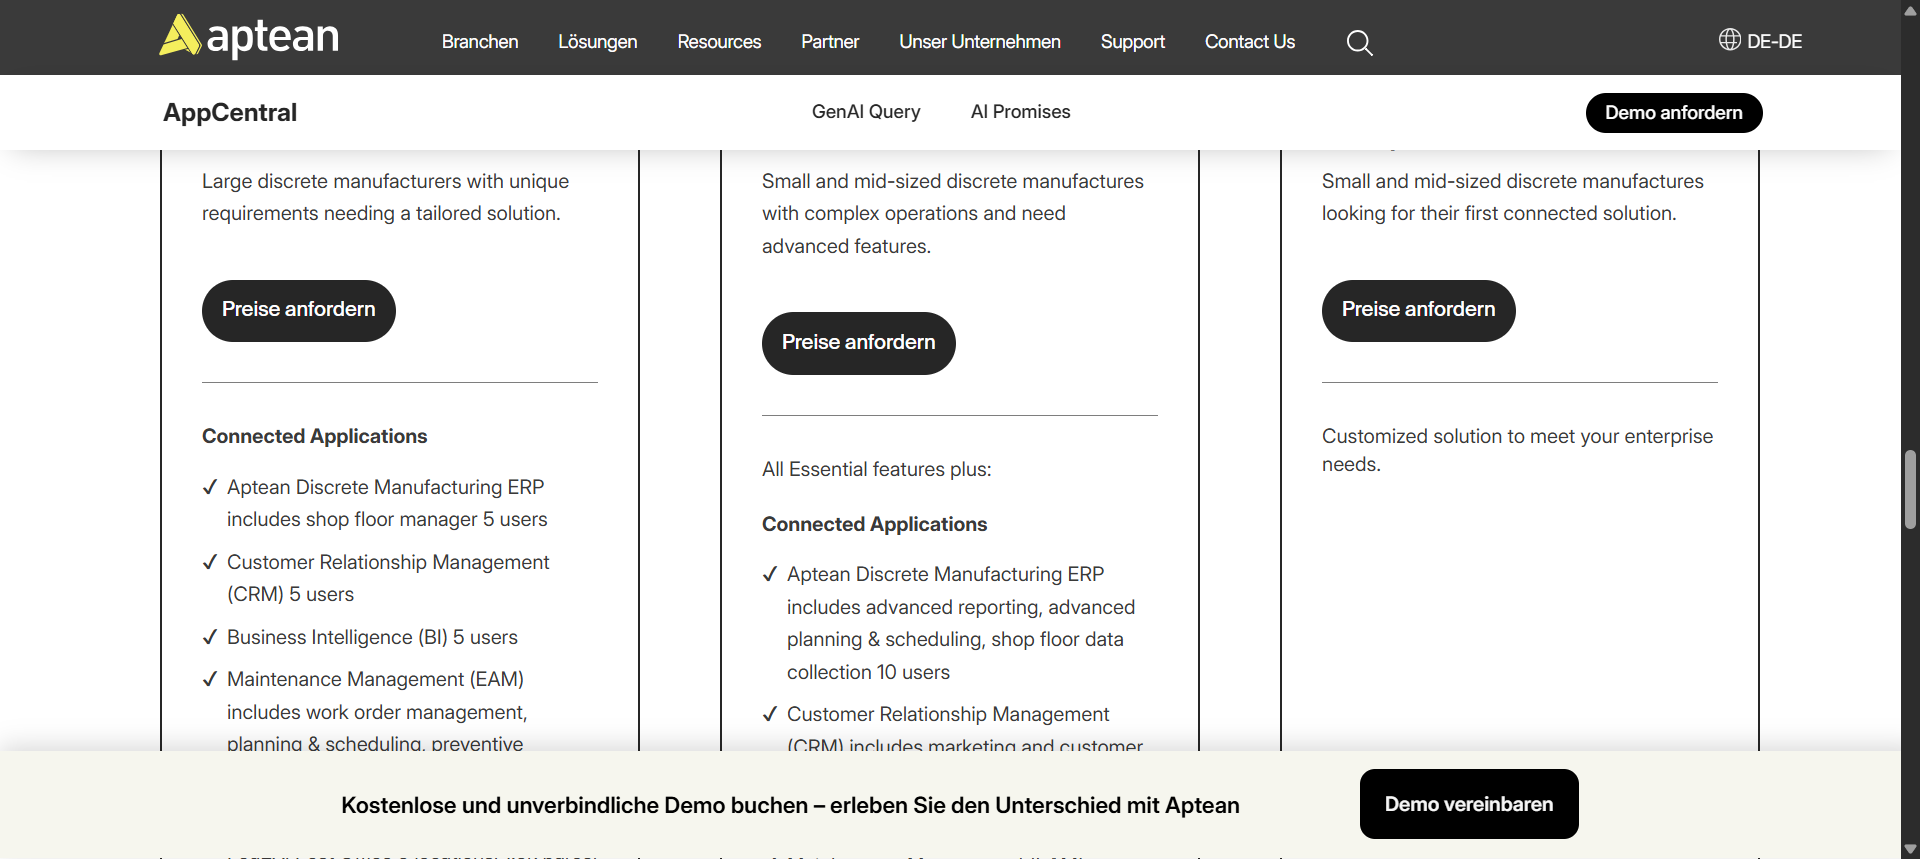 aptean
Branchen
Lösungen
Resources
Partner
Unser Unternehmen
Support
Contact Us
DE-DE
AppCentral
GenAI Query
AI Promises
Demo anfordern
Large discrete manufacturers with unique
requirements needing a tailored solution.
Preise anfordern
Connected Applications
✓ Aptean Discrete Manufacturing ERP
includes shop floor manager 5 users
✓ Customer Relationship Management
(CRM) 5 users
✓ Business Intelligence (BI) 5 users
✓ Maintenance Management (EAM)
includes work order management,
planning & scheduling, preventive
Small and mid-sized discrete manufactures
with complex operations and need
advanced features.
Preise anfordern
All Essential features plus:
Connected Applications
✓ Aptean Discrete Manufacturing ERP
includes advanced reporting, advanced
planning & scheduling, shop floor data
collection 10 users
✓ Customer Relationship Management
(CRM) includes marketing and customer
Small and mid-sized discrete manufactures
looking for their first connected solution.
Preise anfordern
Customized solution to meet your enterprise
needs.
Kostenlose und unverbindliche Demo buchen – erleben Sie den Unterschied mit Aptean
Demo vereinbaren